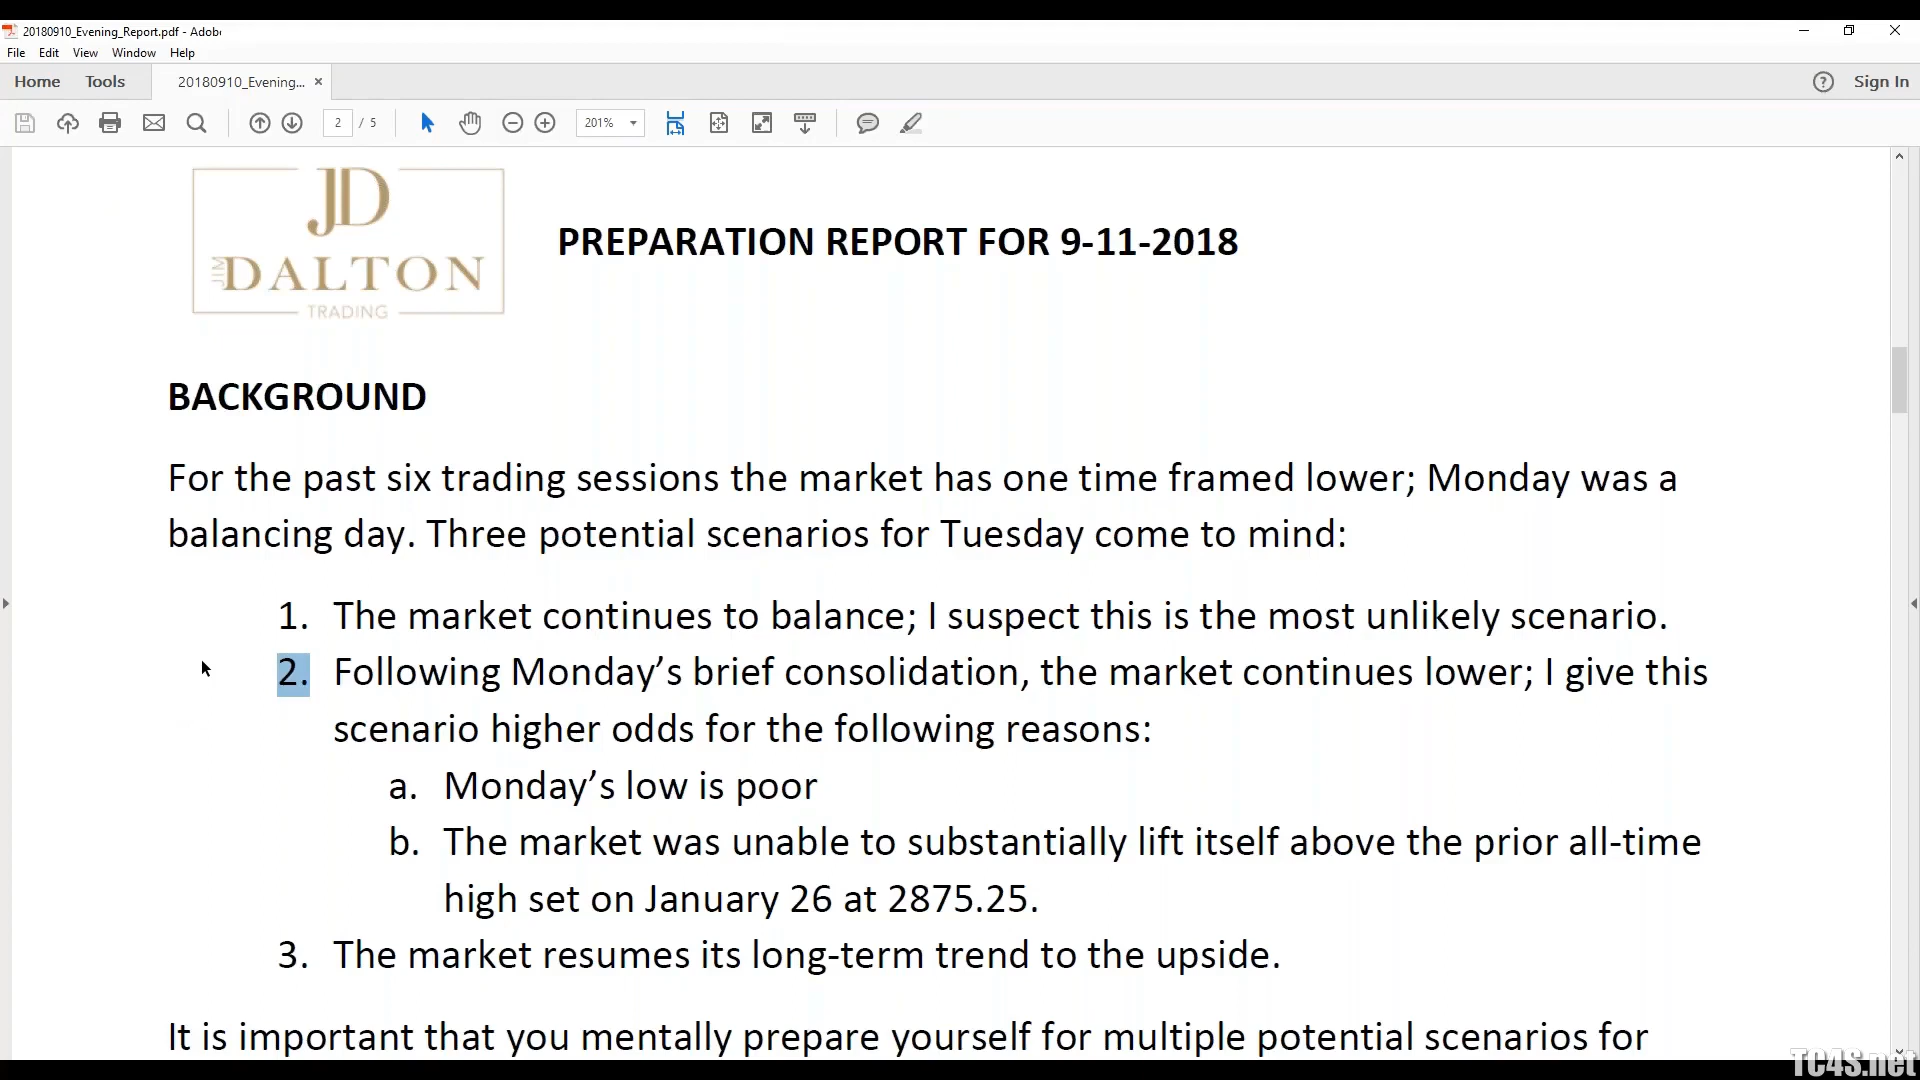 20180910_Evening_Report.pdf - Adobe
File Edit View Window Help
Home Tools 20180910_Evening... × Sign In
2 / 5 201%
JD
JIM DALTON
TRADING
PREPARATION REPORT FOR 9-11-2018
BACKGROUND
For the past six trading sessions the market has one time framed lower; Monday was a
balancing day. Three potential scenarios for Tuesday come to mind:
1. The market continues to balance; I suspect this is the most unlikely scenario.
2. Following Monday’s brief consolidation, the market continues lower; I give this
scenario higher odds for the following reasons:
a. Monday’s low is poor
b. The market was unable to substantially lift itself above the prior all-time
high set on January 26 at 2875.25.
3. The market resumes its long-term trend to the upside.
It is important that you mentally prepare yourself for multiple potential scenarios for
TC4S.net